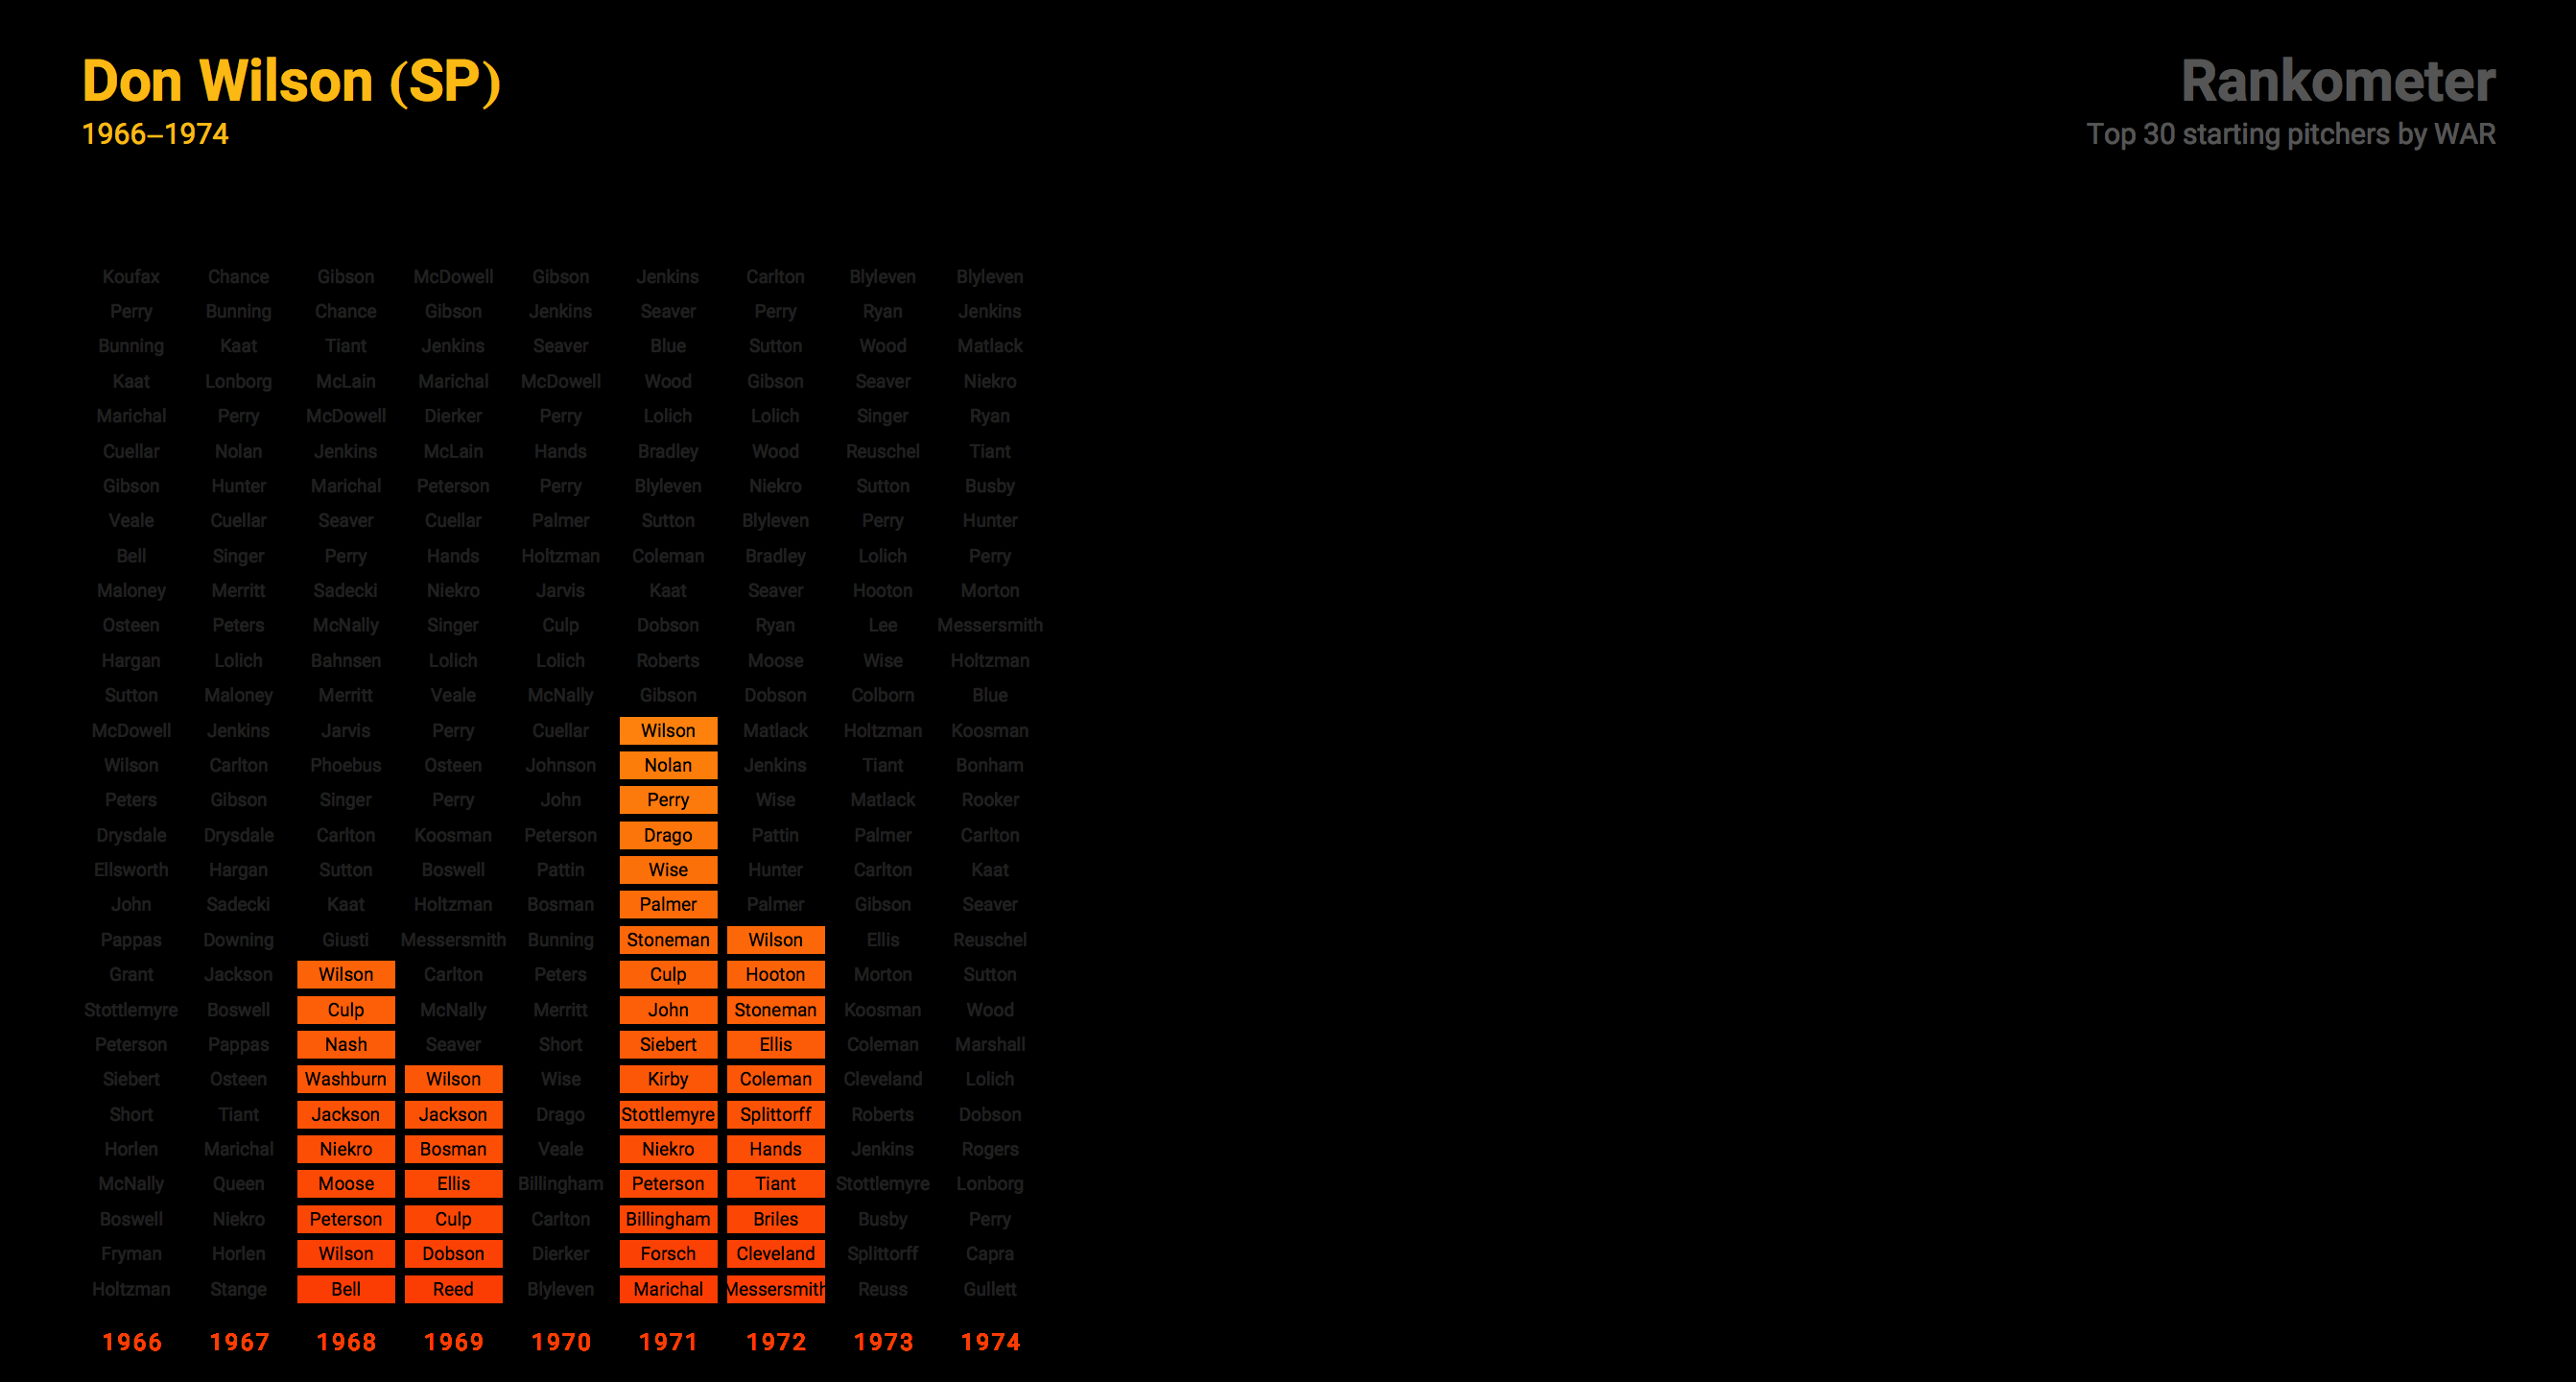 Don Wilson (SP)
1966–1974
Rankometer
Top 30 starting pitchers by WAR
Koufax Chance Gibson McDowell Gibson Jenkins Carlton Blyleven Blyleven
Perry Bunning Chance Gibson Jenkins Seaver Perry Ryan Jenkins
Bunning Kaat Tiant Jenkins Seaver Blue Sutton Wood Matlack
Kaat Lonborg McLain Marichal McDowell Wood Gibson Seaver Niekro
Marichal Perry McDowell Dierker Perry Lolich Lolich Singer Ryan
Cuellar Nolan Jenkins McLain Hands Bradley Wood Reuschel Tiant
Gibson Hunter Marichal Peterson Perry Blyleven Niekro Sutton Busby
Veale Cuellar Seaver Cuellar Palmer Sutton Blyleven Perry Hunter
Bell Singer Perry Hands Holtzman Coleman Bradley Lolich Perry
Maloney Merritt Sadecki Niekro Jarvis Kaat Seaver Hooton Morton
Osteen Peters McNally Singer Culp Dobson Ryan Lee Messersmith
Hargan Lolich Bahnsen Lolich Lolich Roberts Moose Wise Holtzman
Sutton Maloney Merritt Veale McNally Gibson Dobson Colborn Blue
McDowell Jenkins Jarvis Perry Cuellar Wilson Matlack Holtzman Koosman
Wilson Carlton Phoebus Osteen Johnson Nolan Jenkins Tiant Bonham
Peters Gibson Singer Perry John Perry Wise Matlack Rooker
Drysdale Drysdale Carlton Koosman Peterson Drago Pattin Palmer Carlton
Ellsworth Hargan Sutton Boswell Pattin Wise Hunter Carlton Kaat
John Sadecki Kaat Holtzman Bosman Palmer Palmer Gibson Seaver
Pappas Downing Giusti Messersmith Bunning Stoneman Wilson Ellis Reuschel
Grant Jackson Wilson Carlton Peters Culp Hooton Morton Sutton
Stottlemyre Boswell Culp McNally Merritt John Stoneman Koosman Wood
Peterson Pappas Nash Seaver Short Siebert Ellis Coleman Marshall
Siebert Osteen Washburn Wilson Wise Kirby Coleman Cleveland Lolich
Short Tiant Jackson Jackson Drago Stottlemyre Splittorff Roberts Dobson
Horlen Marichal Niekro Bosman Veale Niekro Hands Jenkins Rogers
McNally Queen Moose Ellis Billingham Peterson Tiant Stottlemyre Lonborg
Boswell Niekro Peterson Culp Carlton Billingham Briles Busby Perry
Fryman Horlen Wilson Dobson Dierker Forsch Cleveland Splittorff Capra
Holtzman Stange Bell Reed Blyleven Marichal Messersmith Reuss Gullett
1966 1967 1968 1969 1970 1971 1972 1973 1974